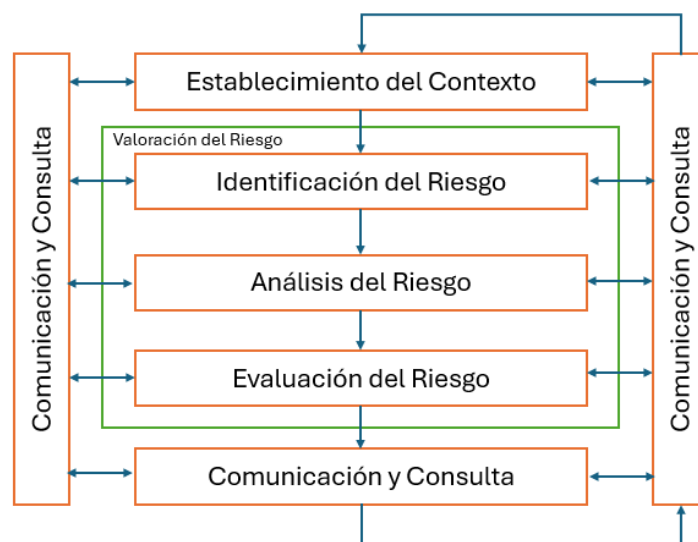 Establecimiento del Contexto
Valoración del Riesgo
Identificación del Riesgo
Análisis del Riesgo
Evaluación del Riesgo
Comunicación y Consulta
Comunicación y Consulta
Comunicación y Consulta